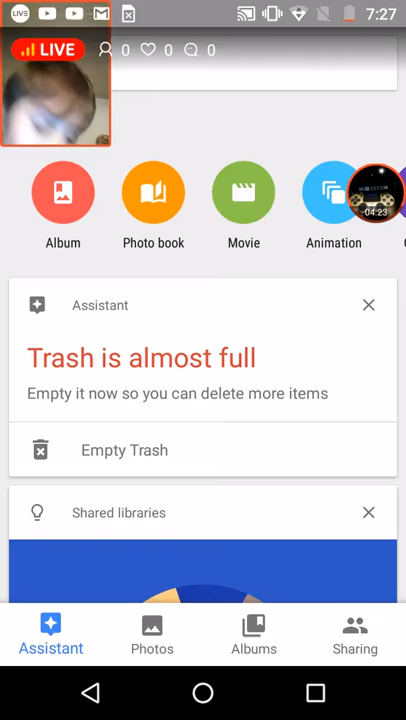 LIVE
7:27
LIVE 0 0 0
Album
Photo book
Movie
Animation
-04:23
Assistant
Trash is almost full
Empty it now so you can delete more items
Empty Trash
Shared libraries
Assistant
Photos
Albums
Sharing